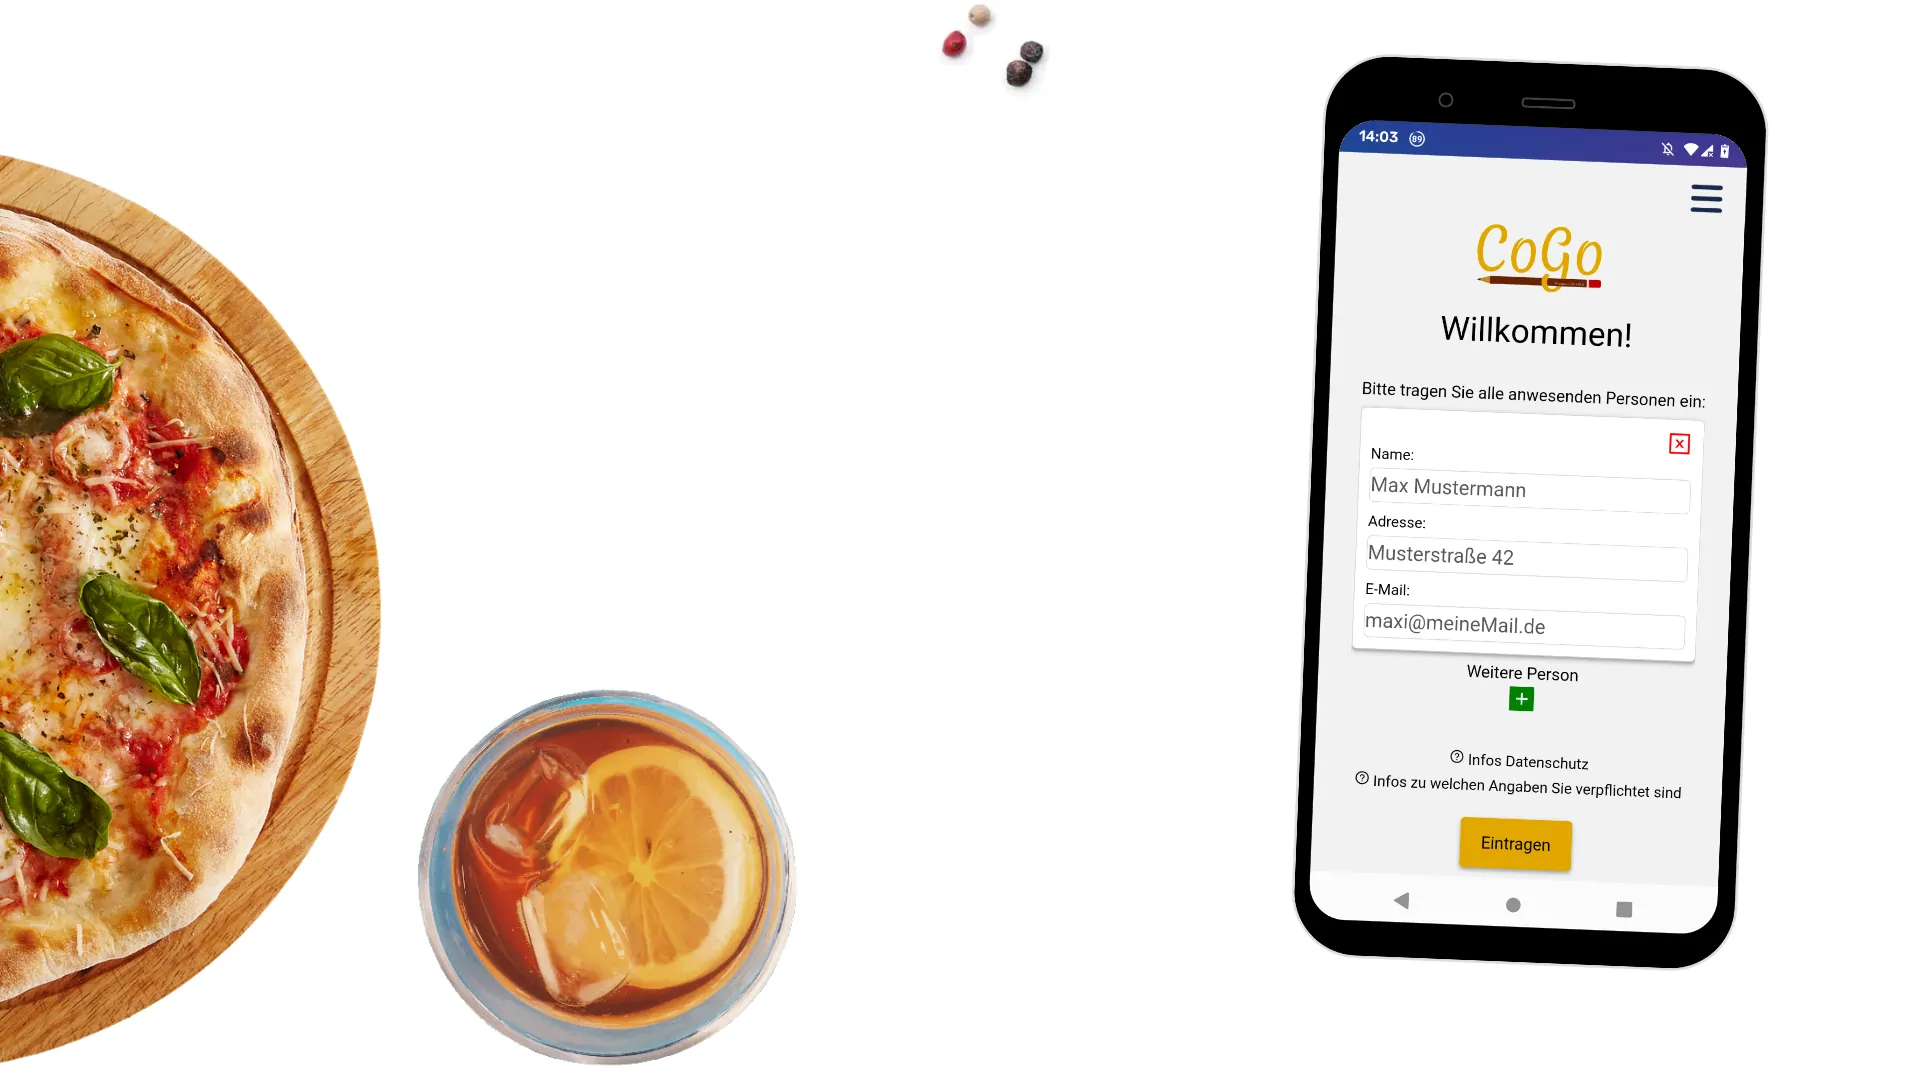 14:03 89
CoGo
Willkommen!
Bitte tragen Sie alle anwesenden Personen ein:
Name:
Max Mustermann
Adresse:
Musterstraße 42
E-Mail:
maxi@meineMail.de
Weitere Person
Infos Datenschutz
Infos zu welchen Angaben Sie verpflichtet sind
Eintragen